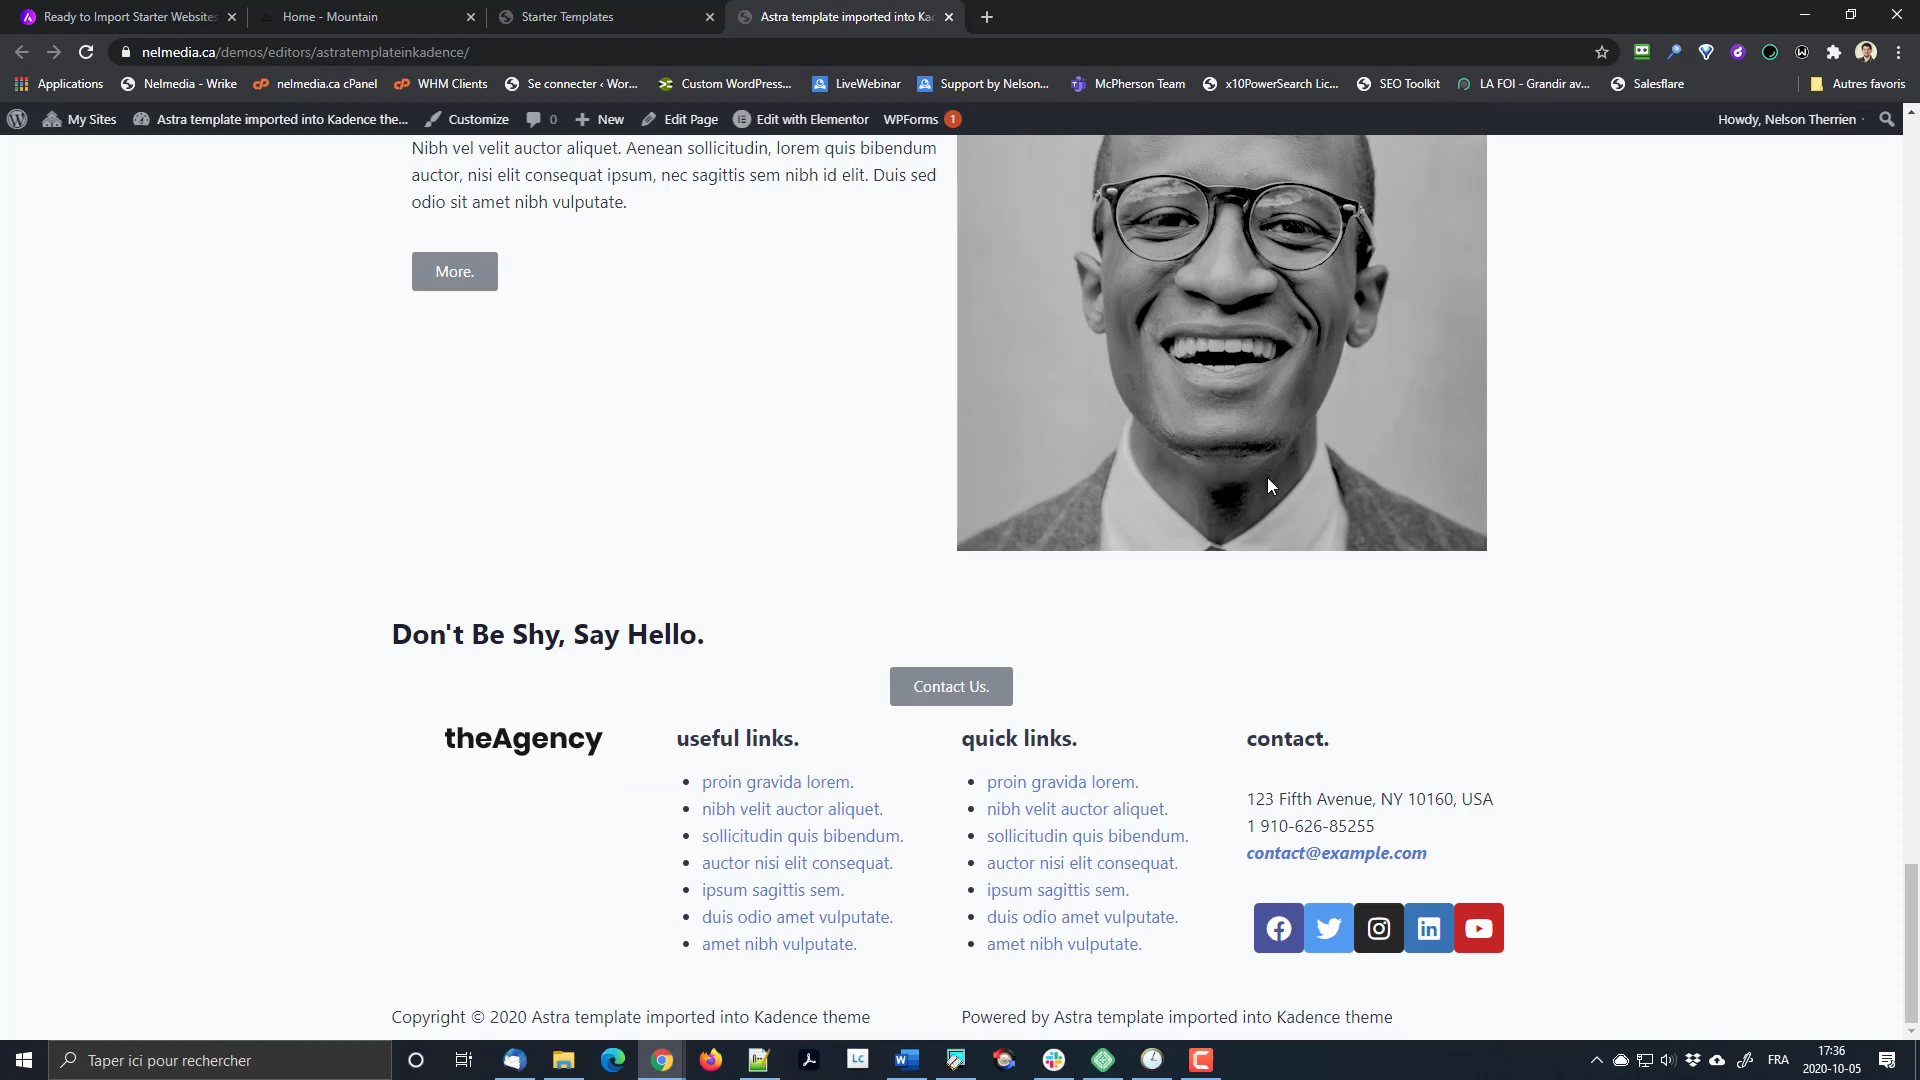 Ready to Import Starter Websites
Home - Mountain
Starter Templates
Astra template imported into Ka
nelmedia.ca/demos/editors/astratemplateinkadence/
Applications
Nelmedia - Wrike
nelmedia.ca cPanel
WHM Clients
Se connecter ‹ Wor...
Custom WordPress...
LiveWebinar
Support by Nelson...
McPherson Team
x10PowerSearch Lic...
SEO Toolkit
LA FOI - Grandir av...
Salesflare
Autres favoris
My Sites
Astra template imported into Kadence the...
Customize
0
New
Edit Page
Edit with Elementor
WPForms 1
Howdy, Nelson Therrien
Nibh vel velit auctor aliquet. Aenean sollicitudin, lorem quis bibendum
auctor, nisi elit consequat ipsum, nec sagittis sem nibh id elit. Duis sed
odio sit amet nibh vulputate.
More.
Don't Be Shy, Say Hello.
Contact Us.
theAgency
useful links.
proin gravida lorem.
nibh velit auctor aliquet.
sollicitudin quis bibendum.
auctor nisi elit consequat.
ipsum sagittis sem.
duis odio amet vulputate.
amet nibh vulputate.
quick links.
proin gravida lorem.
nibh velit auctor aliquet.
sollicitudin quis bibendum.
auctor nisi elit consequat.
ipsum sagittis sem.
duis odio amet vulputate.
amet nibh vulputate.
contact.
123 Fifth Avenue, NY 10160, USA
1 910-626-85255
contact@example.com
Copyright © 2020 Astra template imported into Kadence theme
Powered by Astra template imported into Kadence theme
Taper ici pour rechercher
LC
FRA
17:36
2020-10-05